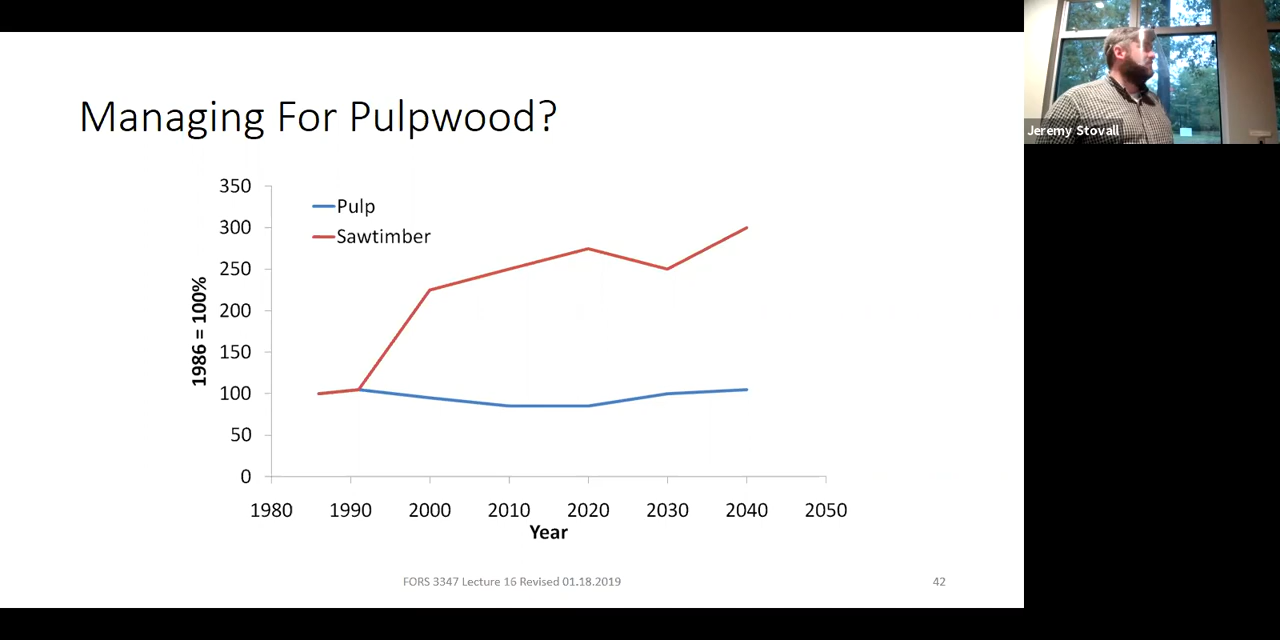 Managing For Pulpwood?
350
300
250
200
150
100
50
0
1986 = 100%
Pulp
Sawtimber
1980 1990 2000 2010 2020 2030 2040 2050
Year
FORS 3347 Lecture 16 Revised 01.18.2019
42
Jeremy Stovall